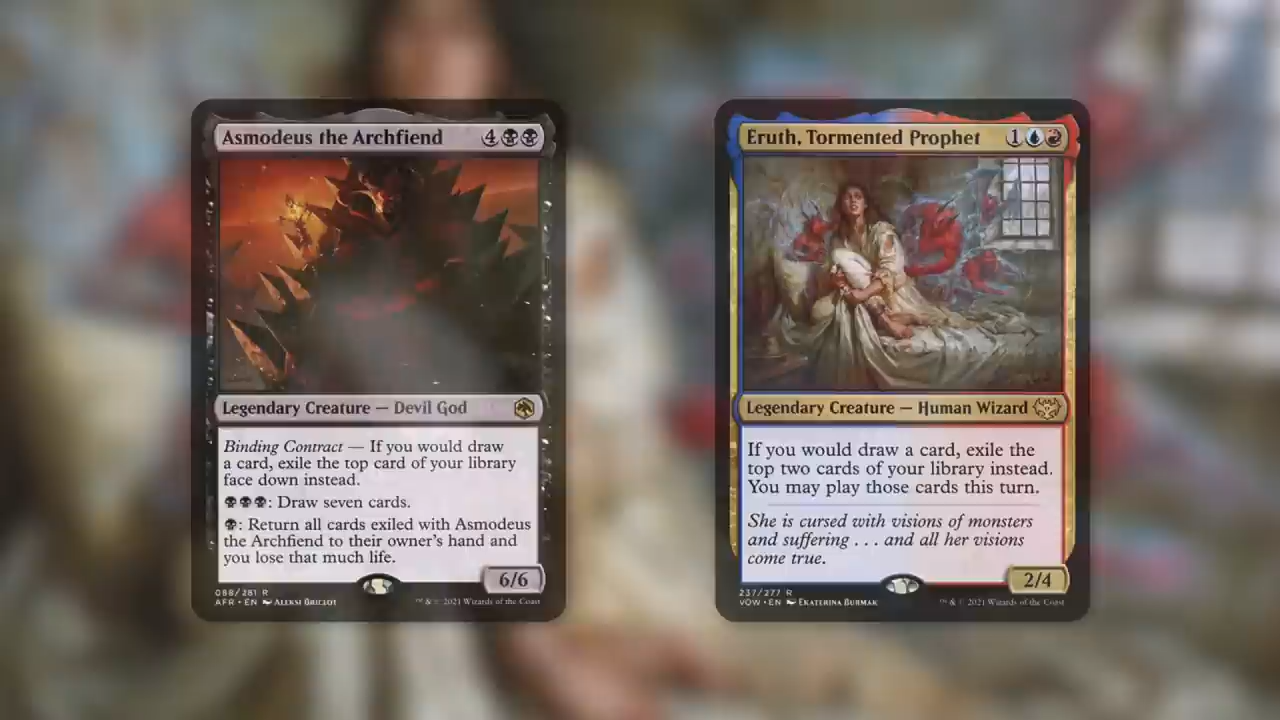 Asmodeus the Archfiend 4
Legendary Creature — Devil God
Binding Contract — If you would draw
a card, exile the top card of your library
face down instead.
: Draw seven cards.
: Return all cards exiled with Asmodeus
the Archfiend to their owner's hand and
you lose that much life.
6/6
088/281 R
AFR • EN ALEKSI BRICLOT
™ & © 2021 Wizards of the Coast
Eruth, Tormented Prophet 1
Legendary Creature — Human Wizard
If you would draw a card, exile the
top two cards of your library instead.
You may play those cards this turn.
She is cursed with visions of monsters
and suffering . . . and all her visions
come true.
2/4
237/277 R
VOW • EN EKATERINA BURMAK
™ & © 2021 Wizards of the Coast